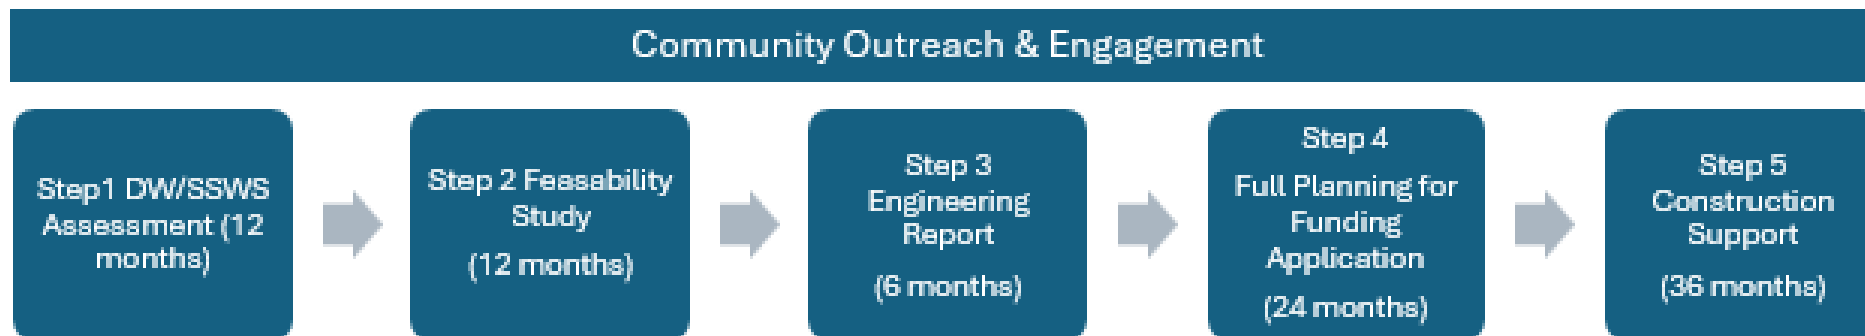 Community Outreach & Engagement
Step1 DW/SSWS
Assessment (12
months)
Step 2 Feasability
Study
(12 months)
Step 3
Engineering
Report
(6 months)
Step 4
Full Planning for
Funding
Application
(24 months)
Step 5
Construction
Support
(36 months)